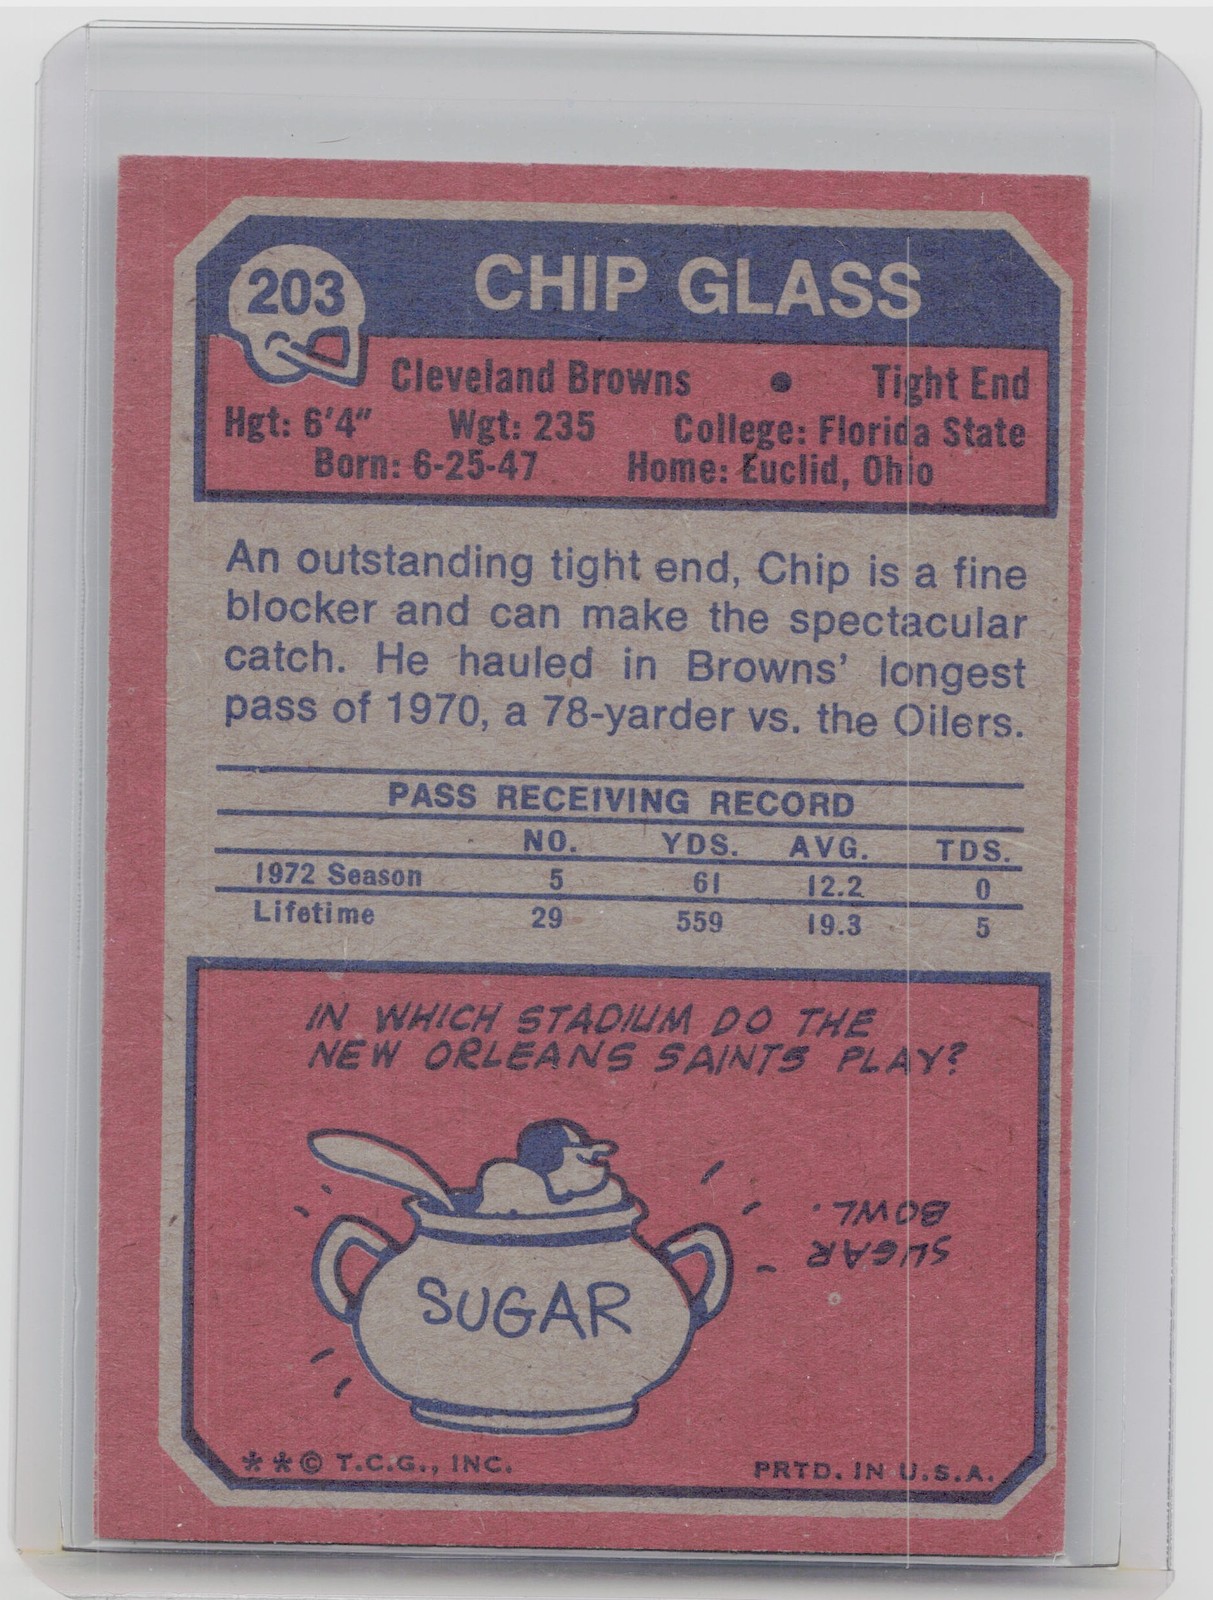 203
CHIP GLASS
Cleveland Browns • Tight End
Hgt: 6'4" Wgt: 235 College: Florida State
Born: 6-25-47 Home: Euclid, Ohio
An outstanding tight end, Chip is a fine
blocker and can make the spectacular
catch. He hauled in Browns' longest
pass of 1970, a 78-yarder vs. the Oilers.
PASS RECEIVING RECORD
NO. YDS. AVG. TDS.
1972 Season 5 61 12.2 0
Lifetime 29 559 19.3 5
IN WHICH STADIUM DO THE
NEW ORLEANS SAINTS PLAY?
SUGAR
BOWL.
SUGAR
**© T.C.G., INC. PRTD. IN U.S.A.